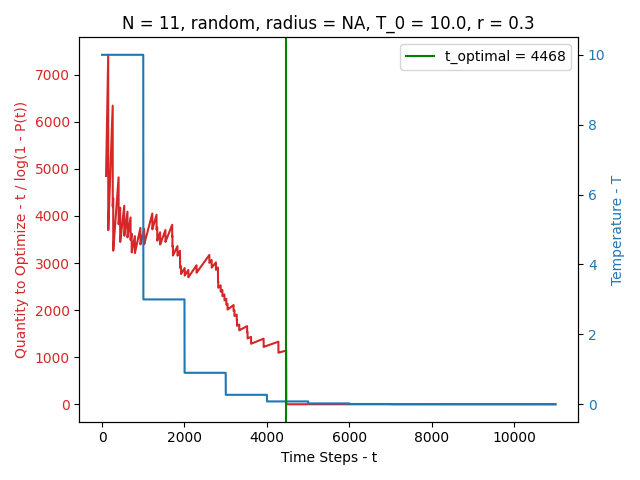 N = 11, random, radius = NA, T_0 = 10.0, r = 0.3
t_optimal = 4468
Quantity to Optimize - t / log(1 - P(t))
7000
6000
5000
4000
3000
2000
1000
0
10
8
6
4
2
0
Temperature - T
0 2000 4000 6000 8000 10000
Time Steps - t